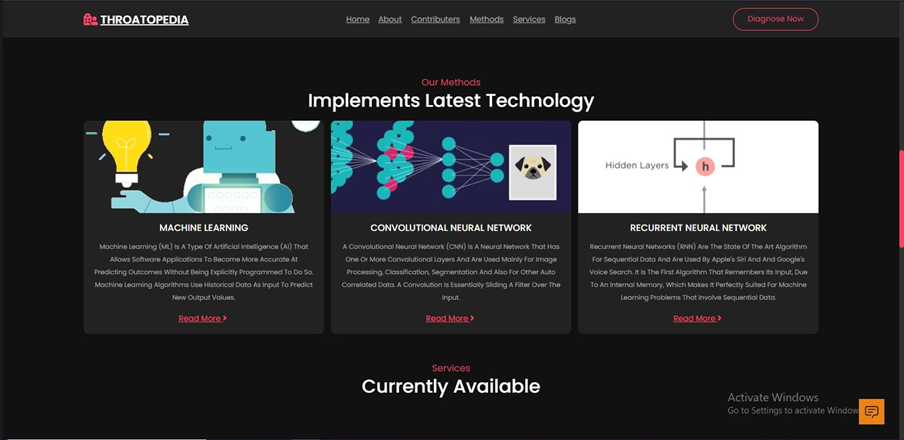 THROATOPEDIA
Home About Contributers Methods Services Blogs
Diagnose Now
Our Methods
Implements Latest Technology
Hidden Layers
h
MACHINE LEARNING
Machine Learning (ML) Is A Type Of Artificial Intelligence (AI) That
Allows Software Applications To Become More Accurate At
Predicting Outcomes Without Being Explicitly Programmed To Do So.
Machine Learning Algorithms Use Historical Data As Input To Predict
New Output Values.
Read More
CONVOLUTIONAL NEURAL NETWORK
A Convolutional Neural Network (CNN) Is A Neural Network That Has
One Or More Convolutional Layers And Are Used Mainly For Image
Processing, Classification, Segmentation And Also For Other Auto
Correlated Data. A Convolution Is Essentially Sliding A Filter Over The
Input.
Read More
RECURRENT NEURAL NETWORK
Recurrent Neural Networks (RNN) Are The State Of The Art Algorithm
For Sequential Data And Are Used By Apple's Siri And And Google's
Voice Search. It Is The First Algorithm That Remembers Its Input, Due
To An Internal Memory, Which Makes It Perfectly Suited For Machine
Learning Problems That Involve Sequential Data.
Read More
Services
Currently Available
Activate Windows
Go to Settings to activate Window